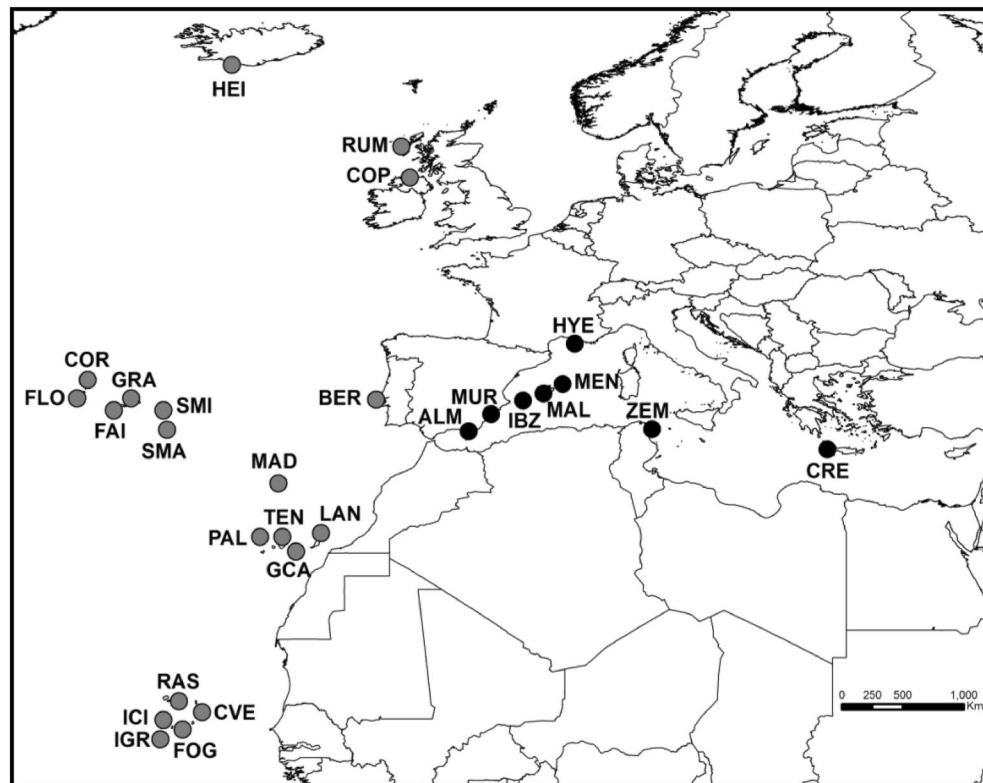 HEI
RUM
COP
HYE
COR
GRA
MEN
FLO
BER
MUR
SMI
MAL
FAI
ALM
IBZ
ZEM
SMA
MAD
CRE
TEN
LAN
PAL
GCA
RAS
0 250 500 1,000
Km
ICI
CVE
IGR
FOG